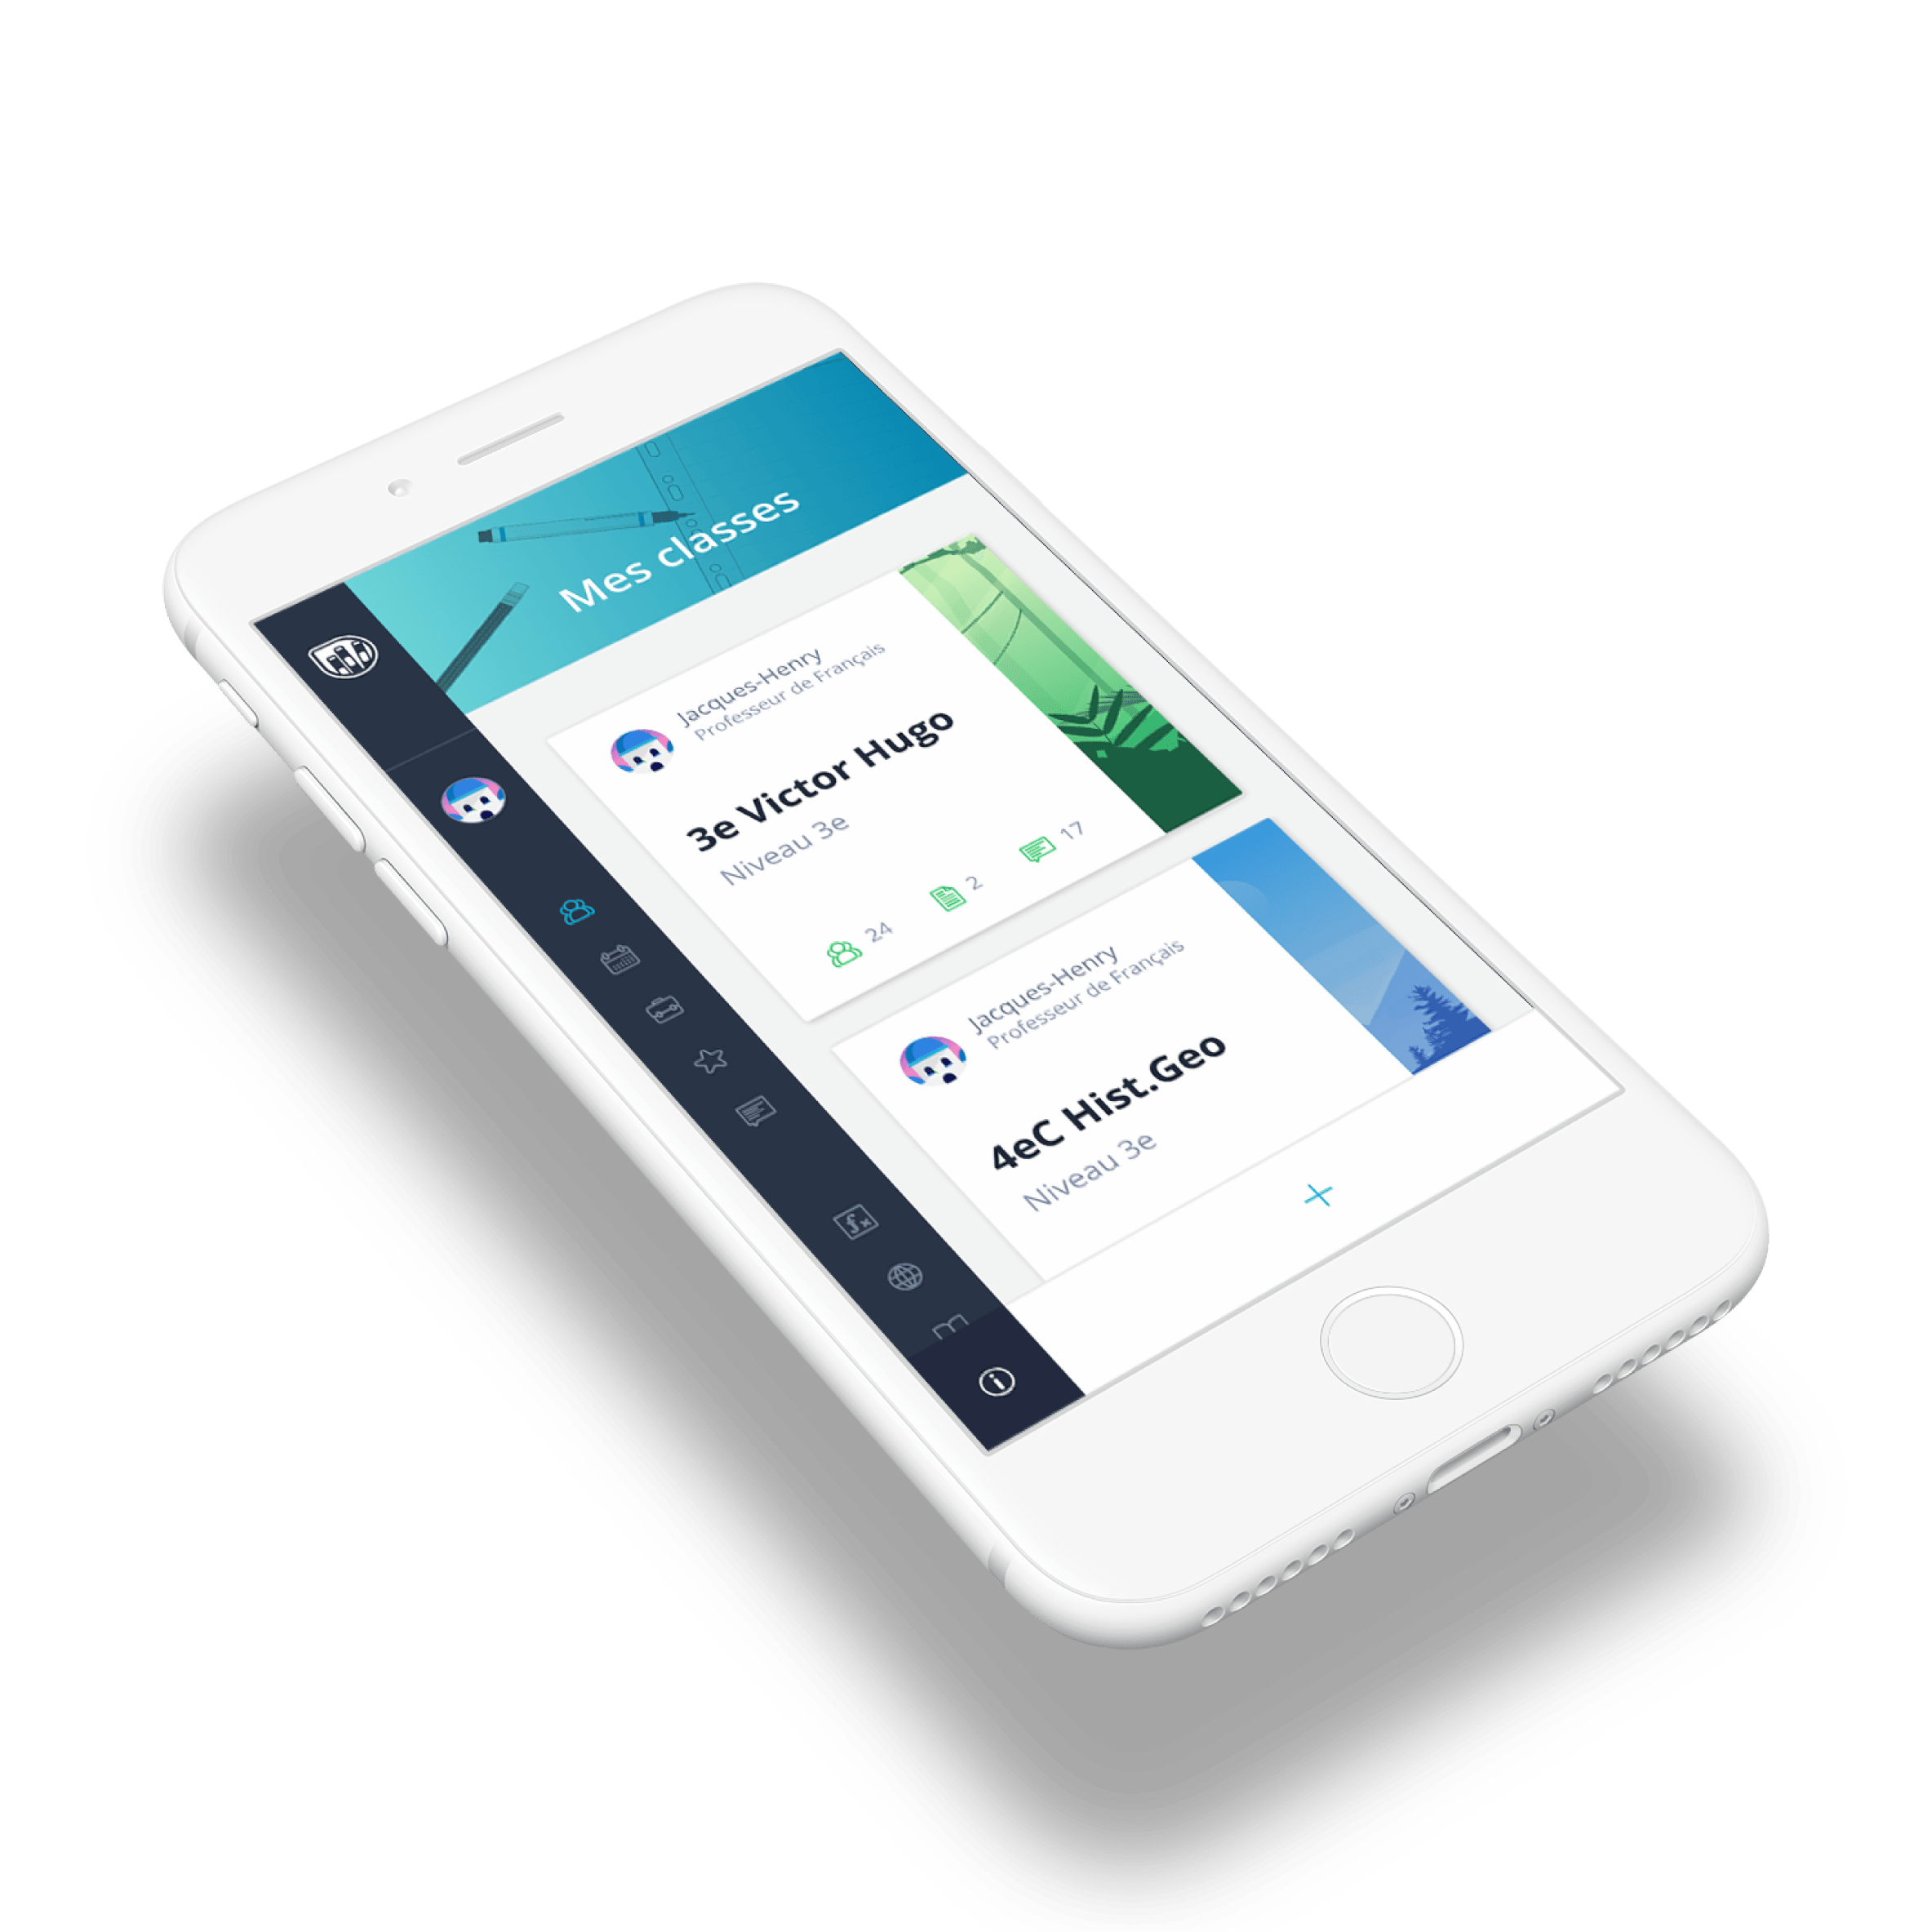 Mes classes
Jacques-Henry
Professeur de Français
3e Victor Hugo
Niveau 3e
24
2
17
Jacques-Henry
Professeur de Français
4eC Hist.Geo
Niveau 3e